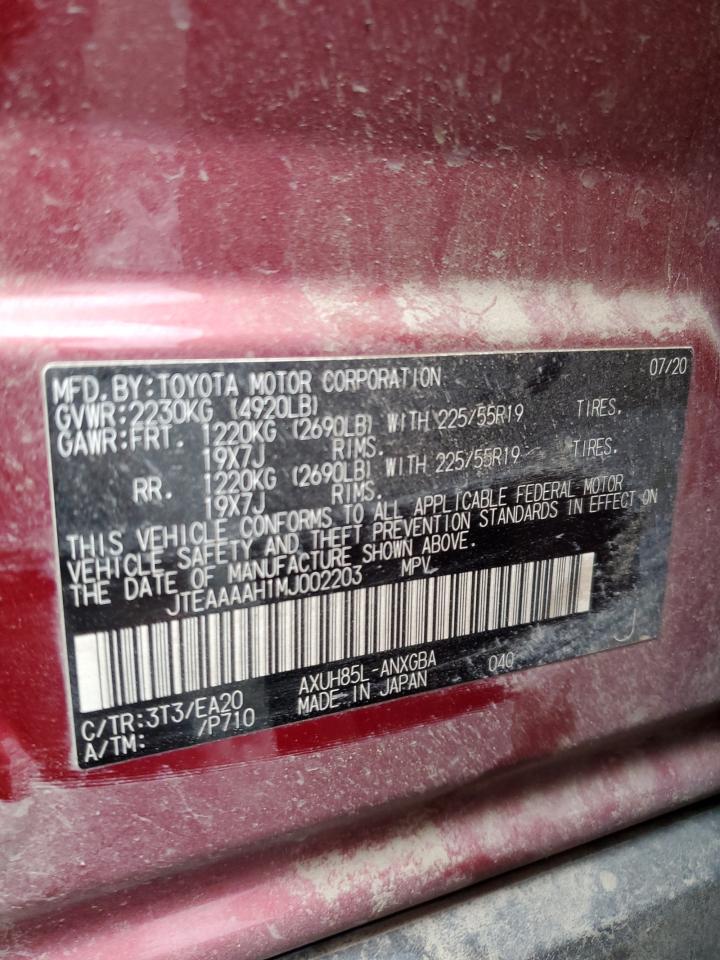 07/20
MFD. BY: TOYOTA MOTOR CORPORATION
GVWR: 2230KG (4920LB)
GAWR: FRT. 1220KG (2690LB) WITH 225/55R19 TIRES,
19X7J RIMS.
RR. 1220KG (2690LB) WITH 225/55R19 TIRES,
19X7J RIMS.
THIS VEHICLE CONFORMS TO ALL APPLICABLE FEDERAL MOTOR
VEHICLE SAFETY AND THEFT PREVENTION STANDARDS IN EFFECT ON
THE DATE OF MANUFACTURE SHOWN ABOVE.
JTEAAAAH1MJ002203 MPV
J
C/TR: 3T3/EA20 AXUH85L-ANXGBA 040
A/TM: /P710 MADE IN JAPAN